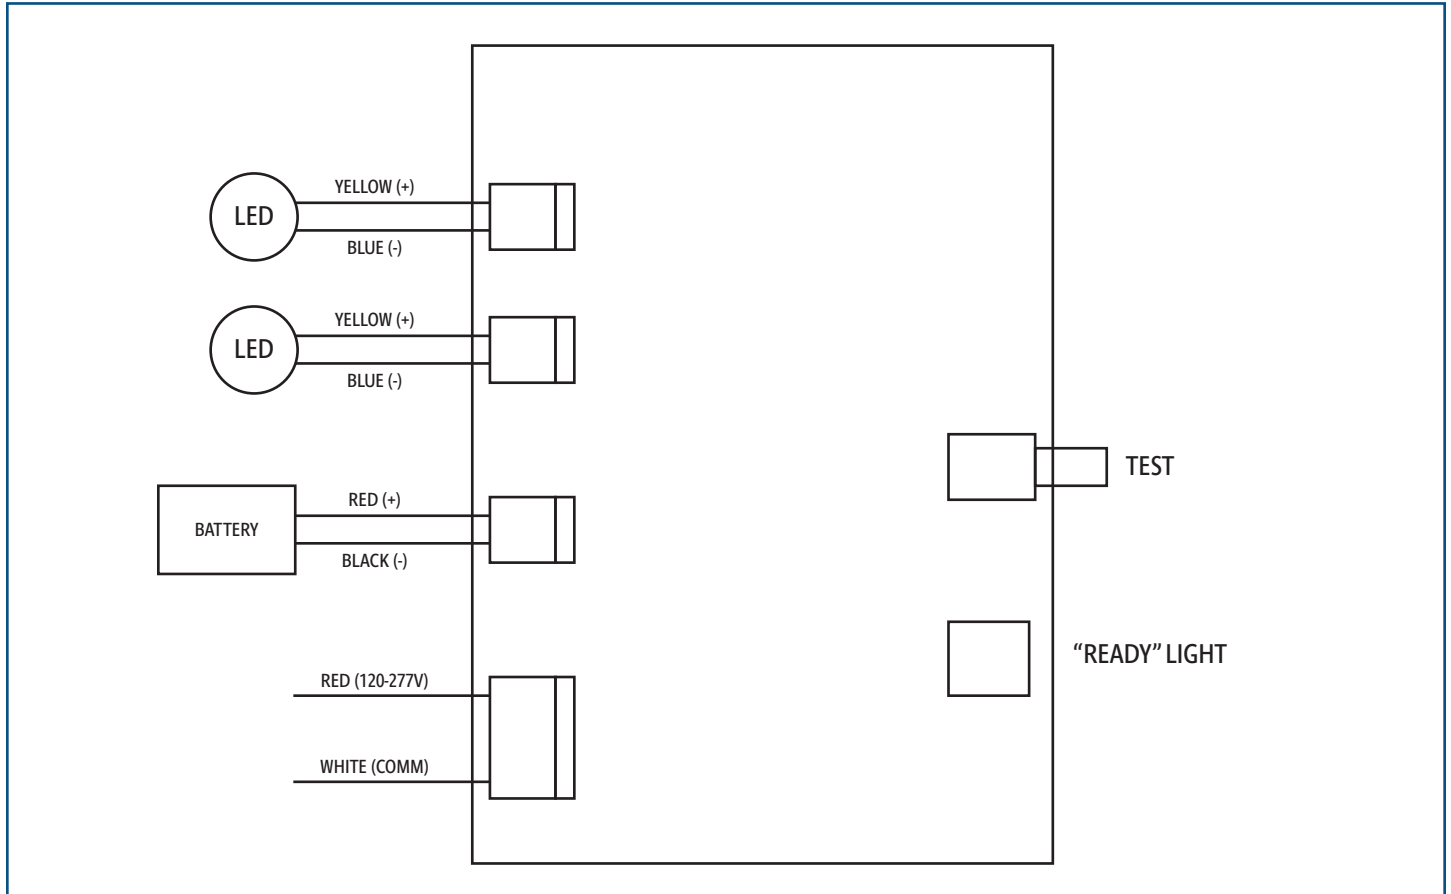 YELLOW (+)
LED
BLUE (-)
YELLOW (+)
LED
BLUE (-)
RED (+)
BATTERY
BLACK (-)
TEST
“READY” LIGHT
RED (120-277V)
WHITE (COMM)